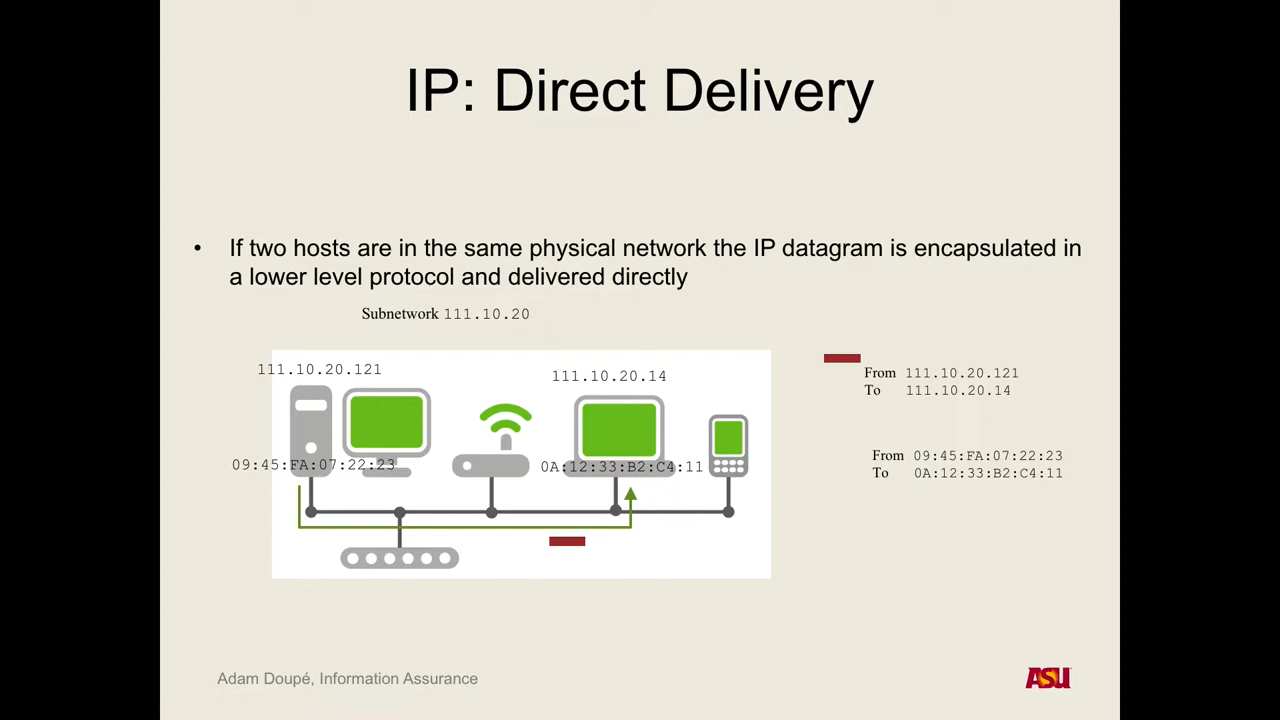 IP: Direct Delivery
• If two hosts are in the same physical network the IP datagram is encapsulated in
a lower level protocol and delivered directly
Subnetwork 111.10.20
111.10.20.121
111.10.20.14
09:45:FA:07:22:23
0A:12:33:B2:C4:11
From 111.10.20.121
To 111.10.20.14
From 09:45:FA:07:22:23
To 0A:12:33:B2:C4:11
Adam Doupé, Information Assurance
ASU